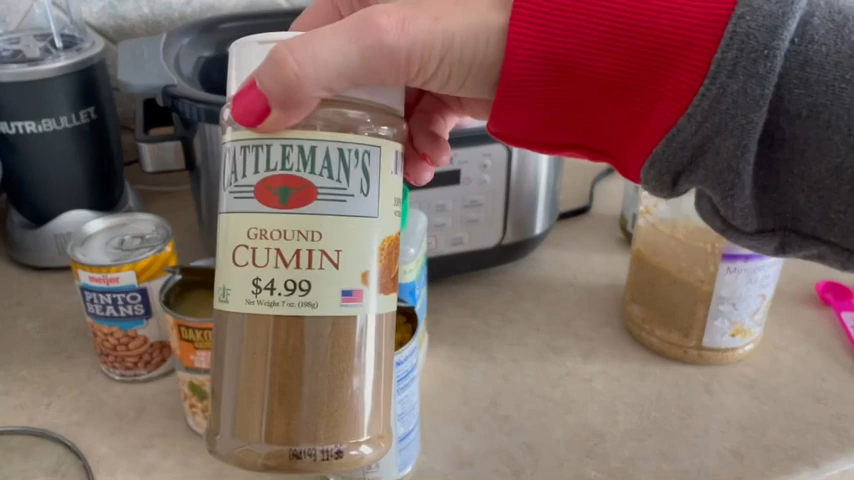 NUTRiBULLET
CATTLEMAN'S
GROUND
CUMIN
$4.99
Net Weight 7 oz. (198g)
meijer
PINTO
BEANS
DAKO